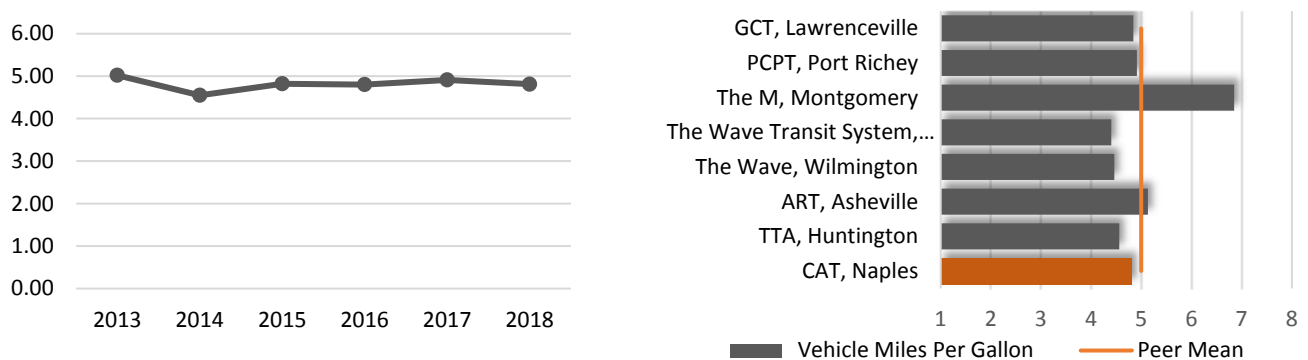 6.00
5.00
4.00
3.00
2.00
1.00
0.00
2013 2014 2015 2016 2017 2018
GCT, Lawrenceville
PCPT, Port Richey
The M, Montgomery
The Wave Transit System,...
The Wave, Wilmington
ART, Asheville
TTA, Huntington
CAT, Naples
1 2 3 4 5 6 7 8
Vehicle Miles Per Gallon Peer Mean